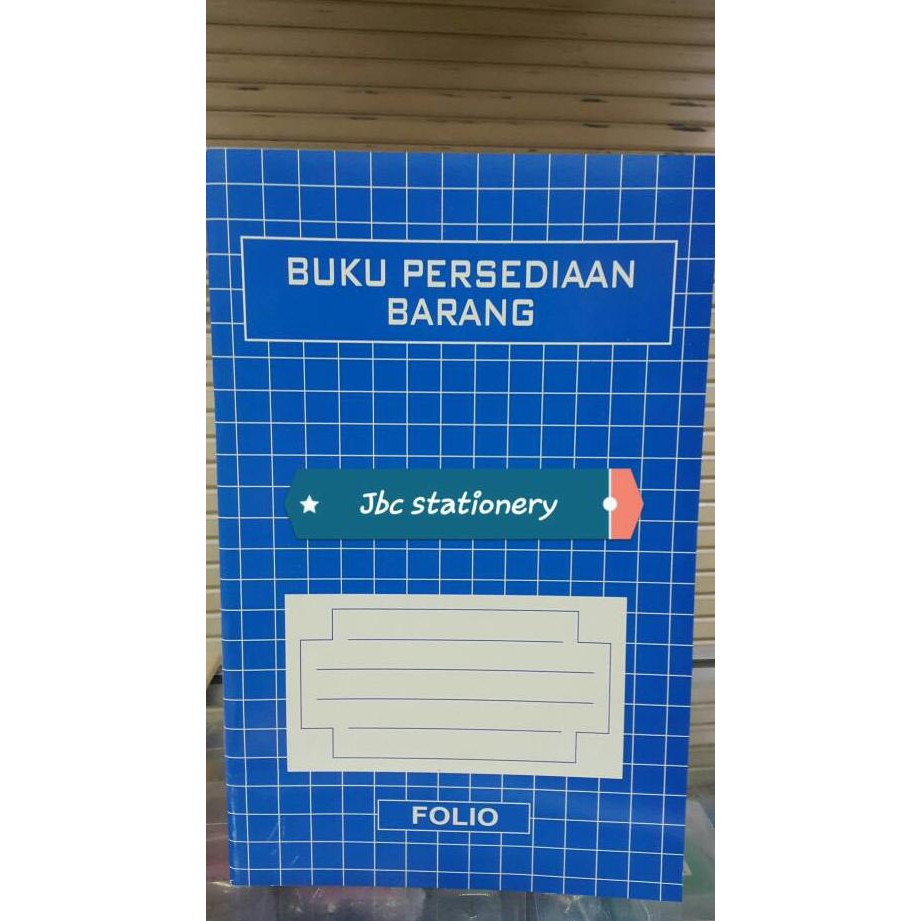 BUKU PERSEDIAAN
BARANG
Jbc stationery
FOLIO